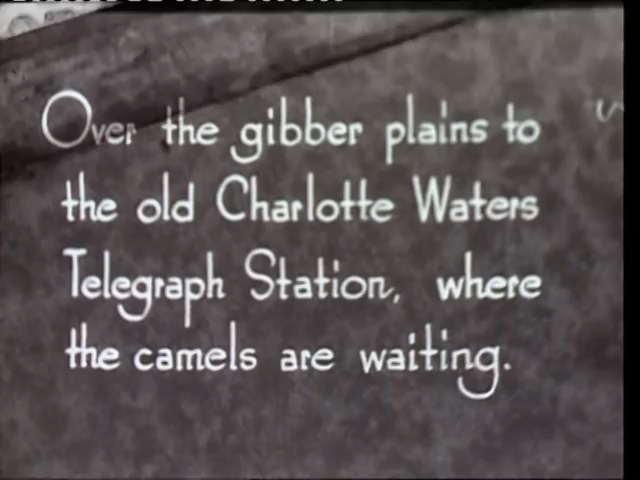 Over the gibber plains to
the old Charlotte Waters
Telegraph Station, where
the camels are waiting.